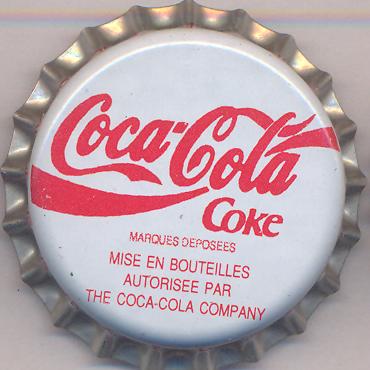 Coca-Cola
Coke
MARQUES DEPOSEES
MISE EN BOUTEILLES
AUTORISEE PAR
THE COCA-COLA COMPANY